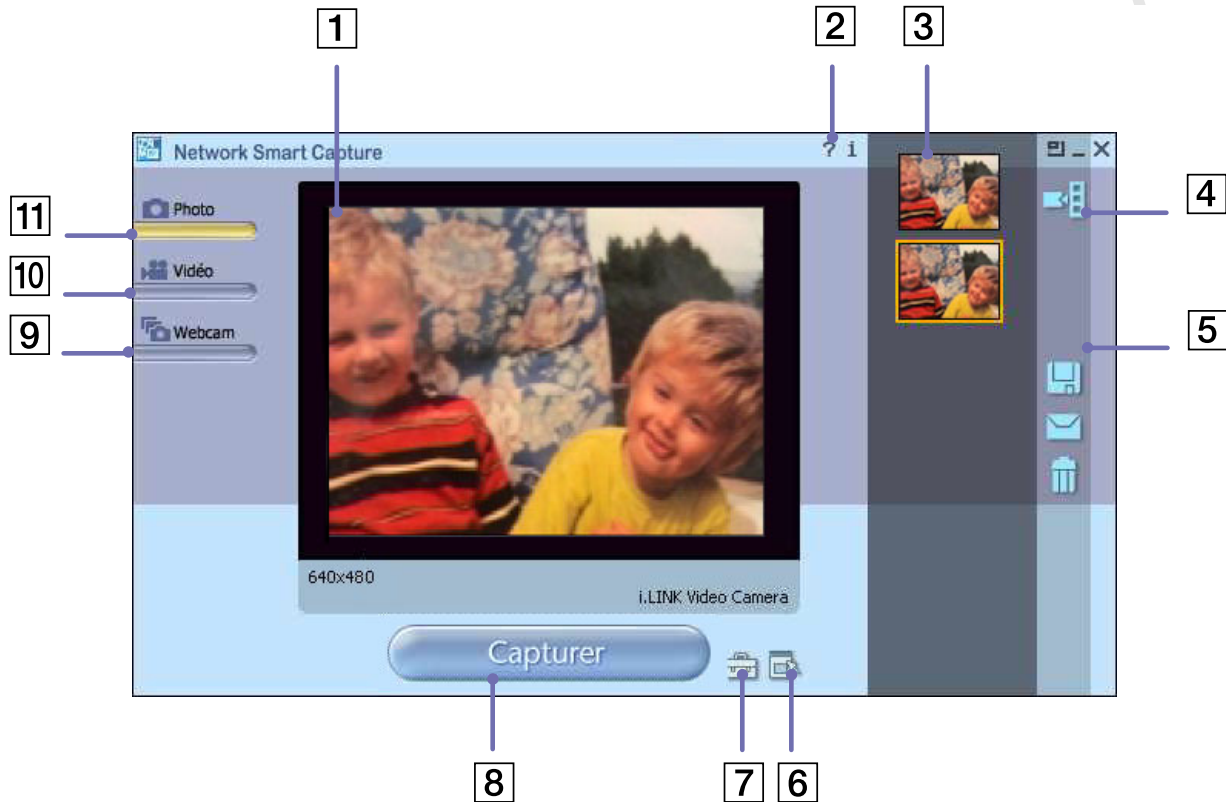 1
2
3
Network Smart Capture
? i
Photo
11
4
Vidéo
10
Webcam
9
5
640x480
i.LINK Video Camera
Capturer
8
7
6